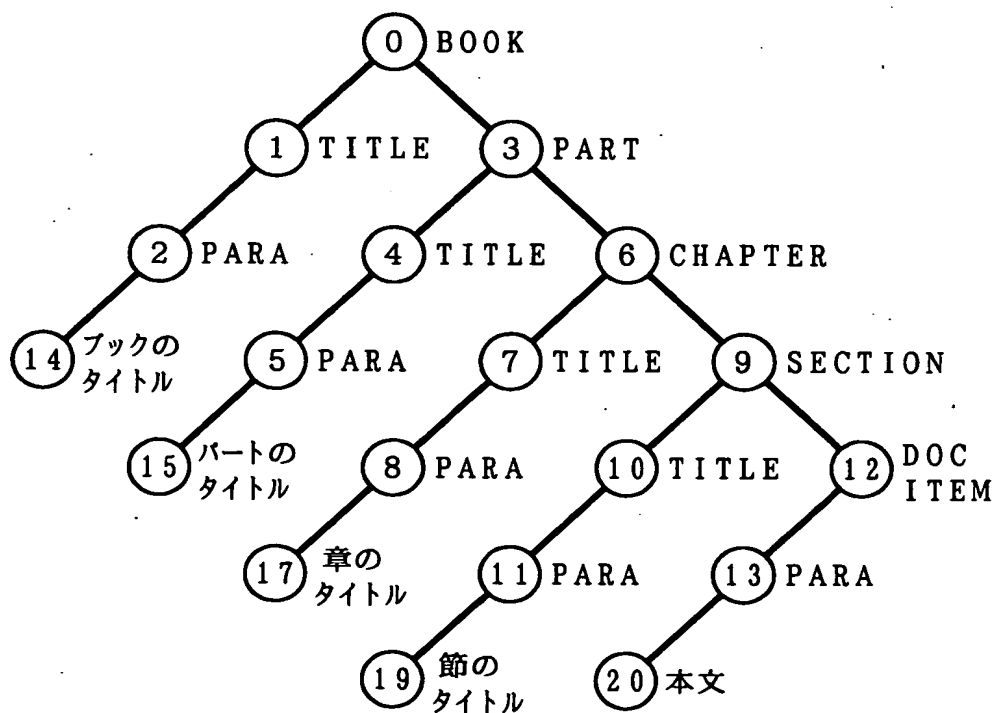 0 BOOK
1 TITLE 3 PART
2 PARA 4 TITLE 6 CHAPTER
14 ブックの
タイトル
5 PARA 7 TITLE 9 SECTION
15 パートの
タイトル
8 PARA 10 TITLE 12 DOC
ITEM
17 章の
タイトル
11 PARA 13 PARA
19 節の
タイトル
20 本文